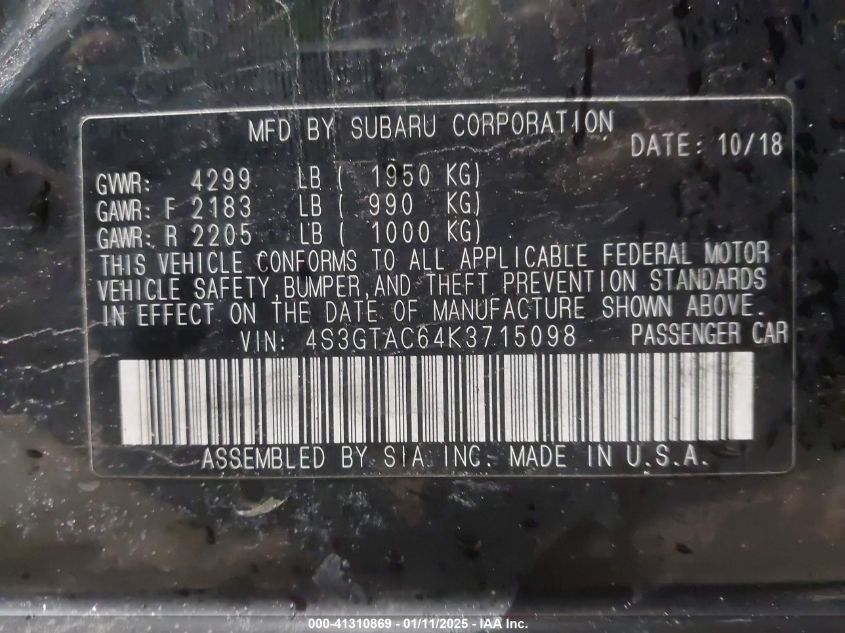 MFD BY SUBARU CORPORATION
DATE: 10/18
GVWR: 4299 LB ( 1950 KG)
GAWR: F 2183 LB ( 990 KG)
GAWR: R 2205 LB ( 1000 KG)
THIS VEHICLE CONFORMS TO ALL APPLICABLE FEDERAL MOTOR
VEHICLE SAFETY,BUMPER,AND THEFT PREVENTION STANDARDS
IN EFFECT ON THE DATE OF MANUFACTURE SHOWN ABOVE.
VIN: 4S3GTAC64K3715098 PASSENGER CAR
ASSEMBLED BY SIA INC. MADE IN U.S.A.
000-41310869 - 01/11/2025 - IAA Inc.